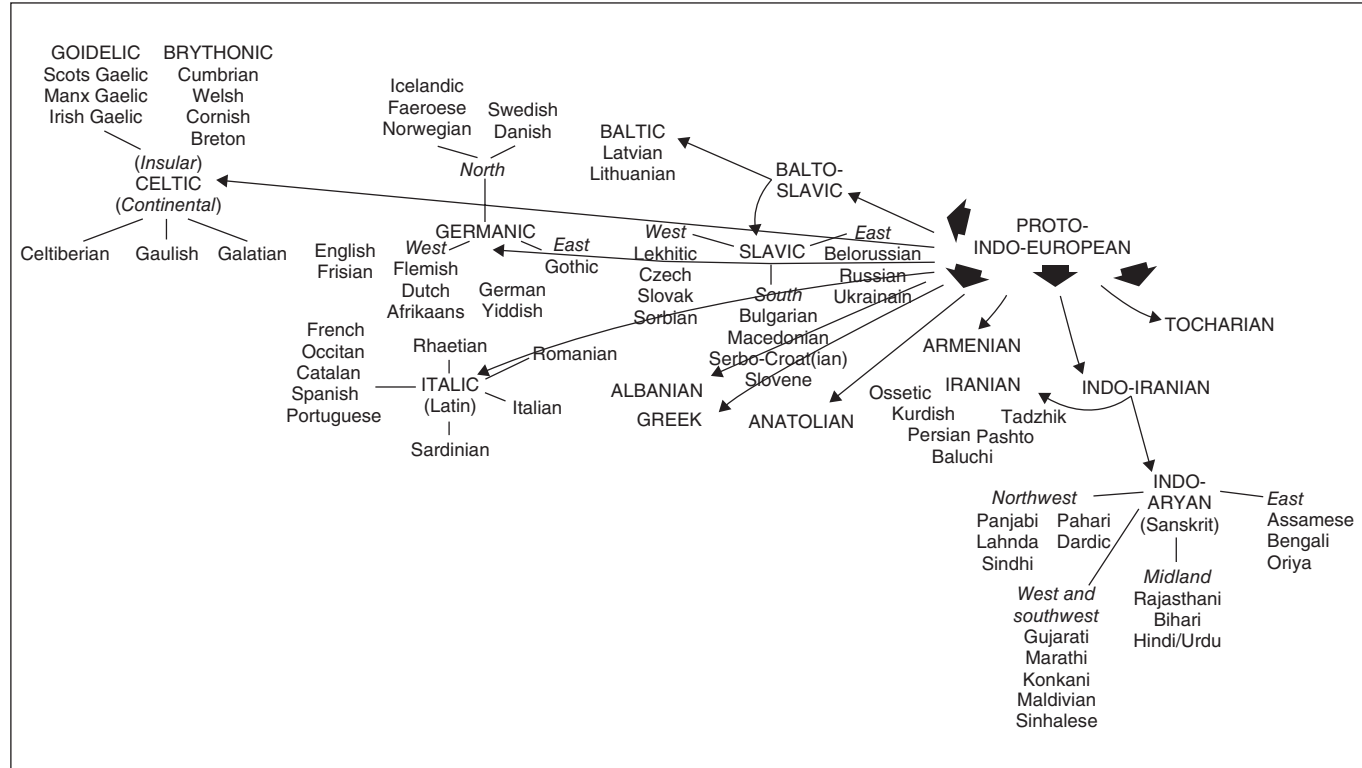 GOIDELIC
Scots Gaelic
Manx Gaelic
Irish Gaelic
BRYTHONIC
Cumbrian
Welsh
Cornish
Breton
(Insular)
CELTIC
(Continental)
Celtiberian
Gaulish
Galatian
Icelandic
Faeroese
Norwegian
Swedish
Danish
North
GERMANIC
West
Flemish
Dutch
Afrikaans
English
Frisian
German
Yiddish
East
Gothic
BALTIC
Latvian
Lithuanian
BALTO-
SLAVIC
SLAVIC
West
Lekhitic
Czech
Slovak
Sorbian
East
Belorussian
Russian
Ukrainain
South
Bulgarian
Macedonian
Serbo-Croat(ian)
Slovene
PROTO-
INDO-EUROPEAN
French
Occitan
Catalan
Spanish
Portuguese
Rhaetian
Romanian
ITALIC
(Latin)
Italian
Sardinian
ALBANIAN
GREEK
ANATOLIAN
ARMENIAN
TOCHARIAN
INDO-IRANIAN
IRANIAN
Ossetic
Kurdish
Persian
Baluchi
Tadzhik
Pashto
INDO-
ARYAN
(Sanskrit)
Northwest
Panjabi
Lahnda
Sindhi
Pahari
Dardic
East
Assamese
Bengali
Oriya
West and
southwest
Gujarati
Marathi
Konkani
Maldivian
Sinhalese
Midland
Rajasthani
Bihari
Hindi/Urdu